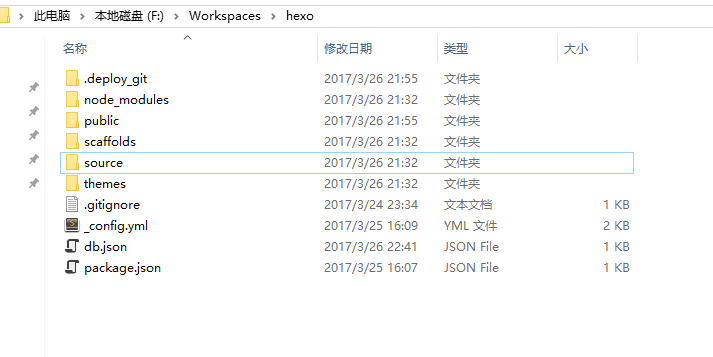 此电脑 > 本地磁盘 (F:) > Workspaces > hexo
名称 修改日期 类型 大小
.deploy_git 2017/3/26 21:55 文件夹
node_modules 2017/3/26 21:32 文件夹
public 2017/3/26 21:55 文件夹
scaffolds 2017/3/26 21:32 文件夹
source 2017/3/26 21:32 文件夹
themes 2017/3/26 21:32 文件夹
.gitignore 2017/3/24 23:34 文本文档 1 KB
_config.yml 2017/3/25 16:09 YML 文件 2 KB
db.json 2017/3/26 22:41 JSON File 1 KB
package.json 2017/3/25 16:07 JSON File 1 KB